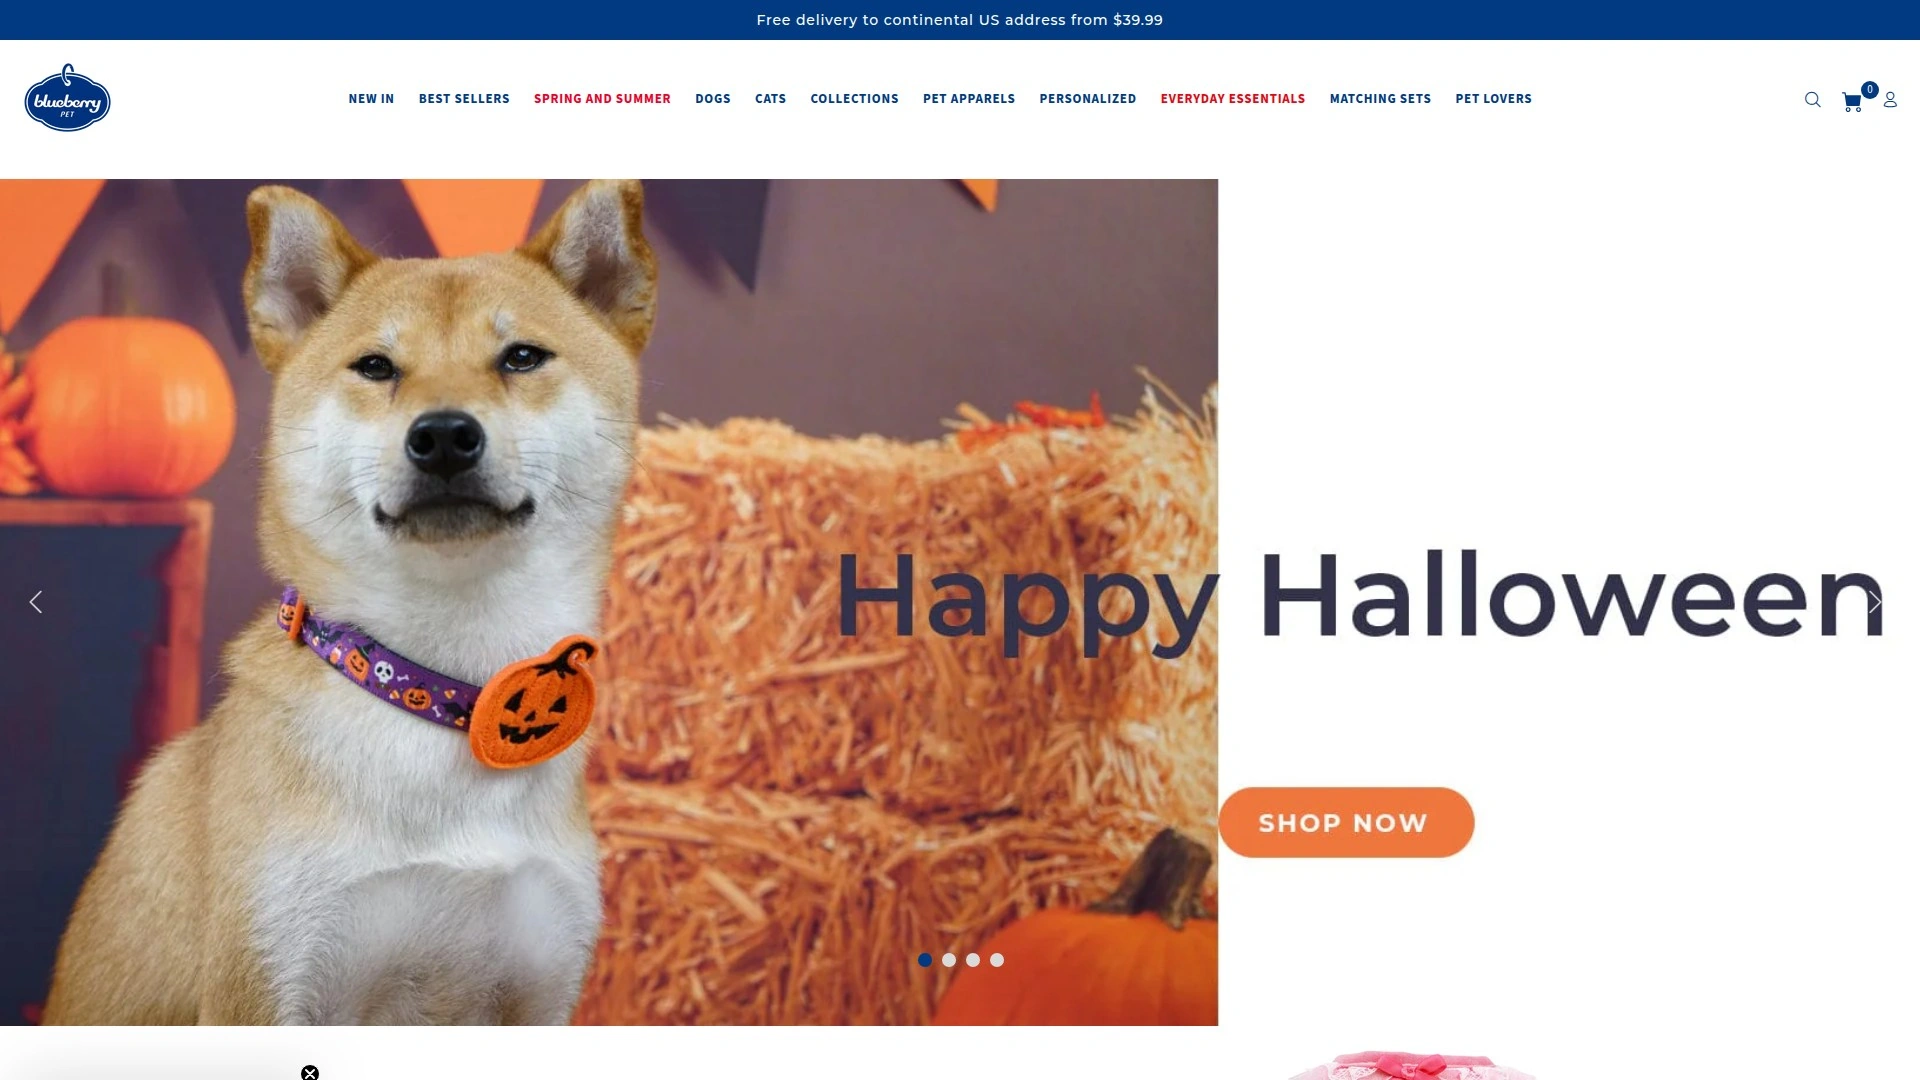 Free delivery to continental US address from $39.99
blueberry
PET
NEW IN BEST SELLERS SPRING AND SUMMER DOGS CATS COLLECTIONS PET APPARELS PERSONALIZED EVERYDAY ESSENTIALS MATCHING SETS PET LOVERS
0
Happy Halloween
SHOP NOW